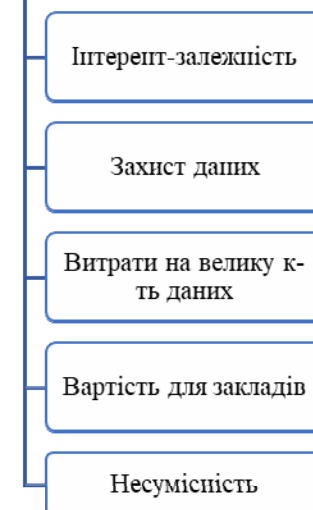 Інтернет-залежність
Захист даних
Витрати на велику к-
ть даних
Вартість для закладів
Несумісність